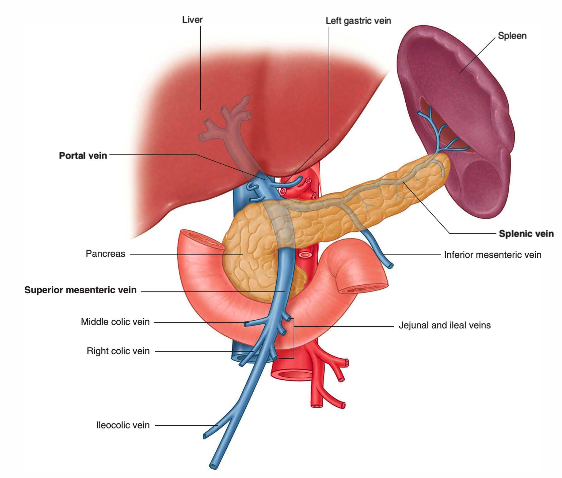 Liver
Left gastric vein
Spleen
Portal vein
Splenic vein
Pancreas
Inferior mesenteric vein
Superior mesenteric vein
Middle colic vein
Jejunal and ileal veins
Right colic vein
Ileocolic vein